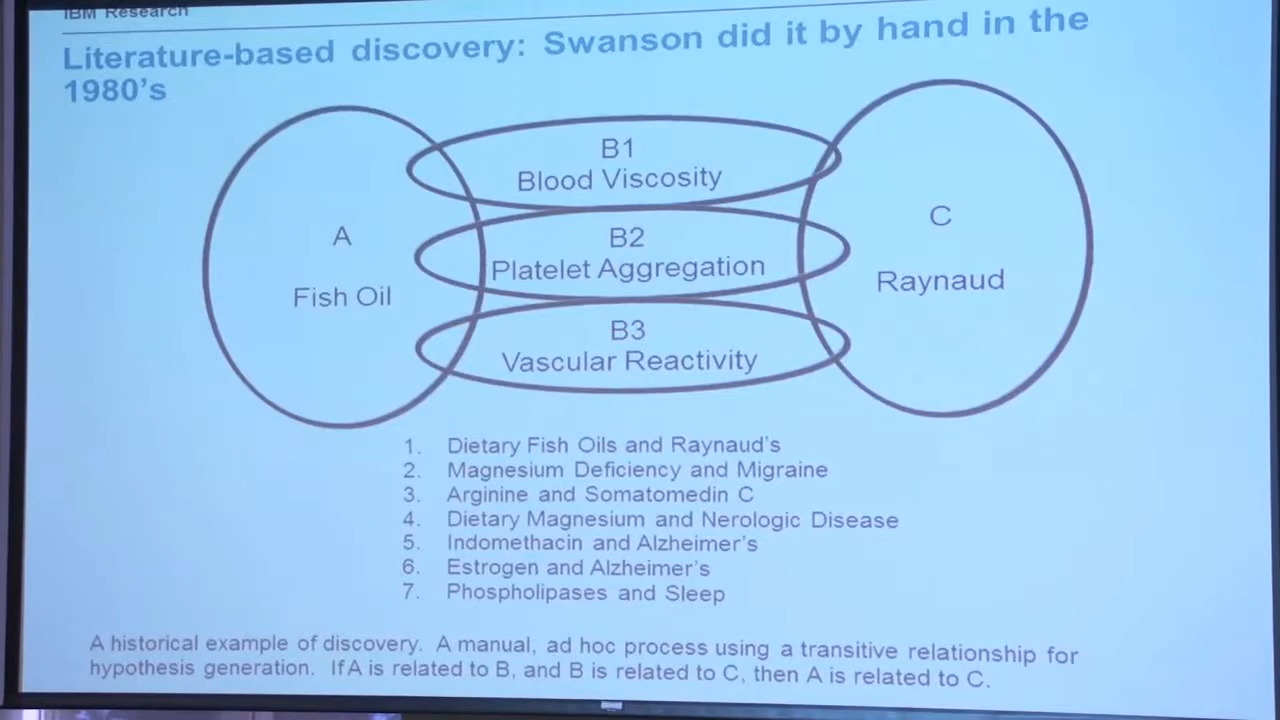 IBM Research
Literature-based discovery: Swanson did it by hand in the
1980's
B1
Blood Viscosity
A
Fish Oil
B2
Platelet Aggregation
C
Raynaud
B3
Vascular Reactivity
1. Dietary Fish Oils and Raynaud's
2. Magnesium Deficiency and Migraine
3. Arginine and Somatomedin C
4. Dietary Magnesium and Nerologic Disease
5. Indomethacin and Alzheimer's
6. Estrogen and Alzheimer's
7. Phospholipases and Sleep
A historical example of discovery. A manual, ad hoc process using a transitive relationship for
hypothesis generation. If A is related to B, and B is related to C, then A is related to C.